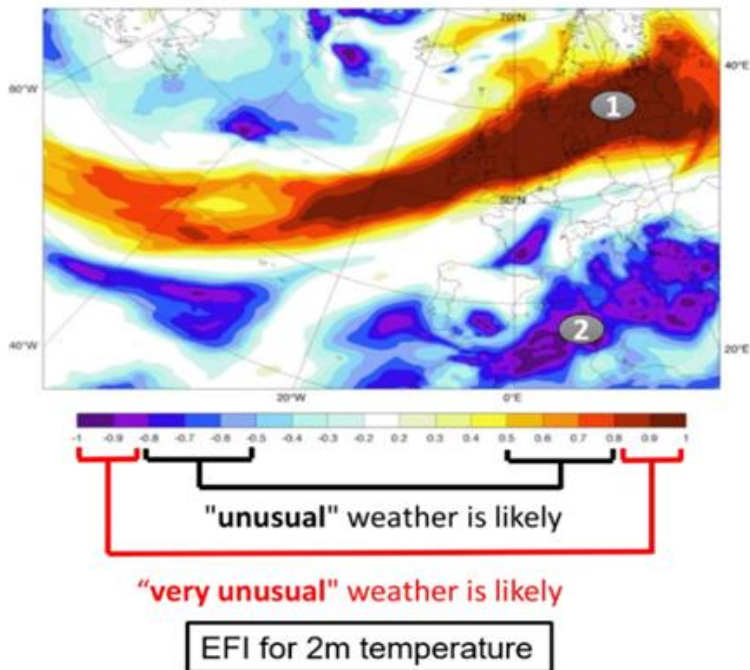 70°N
40°E
60°W
1
50°N
2
40°W
20°E
20°W
0°E
-1 -0.9 -0.8 -0.7 -0.6 -0.5 -0.4 -0.3 -0.2 0.2 0.3 0.4 0.5 0.6 0.7 0.8 0.9 1
"unusual" weather is likely
“very unusual" weather is likely
EFI for 2m temperature